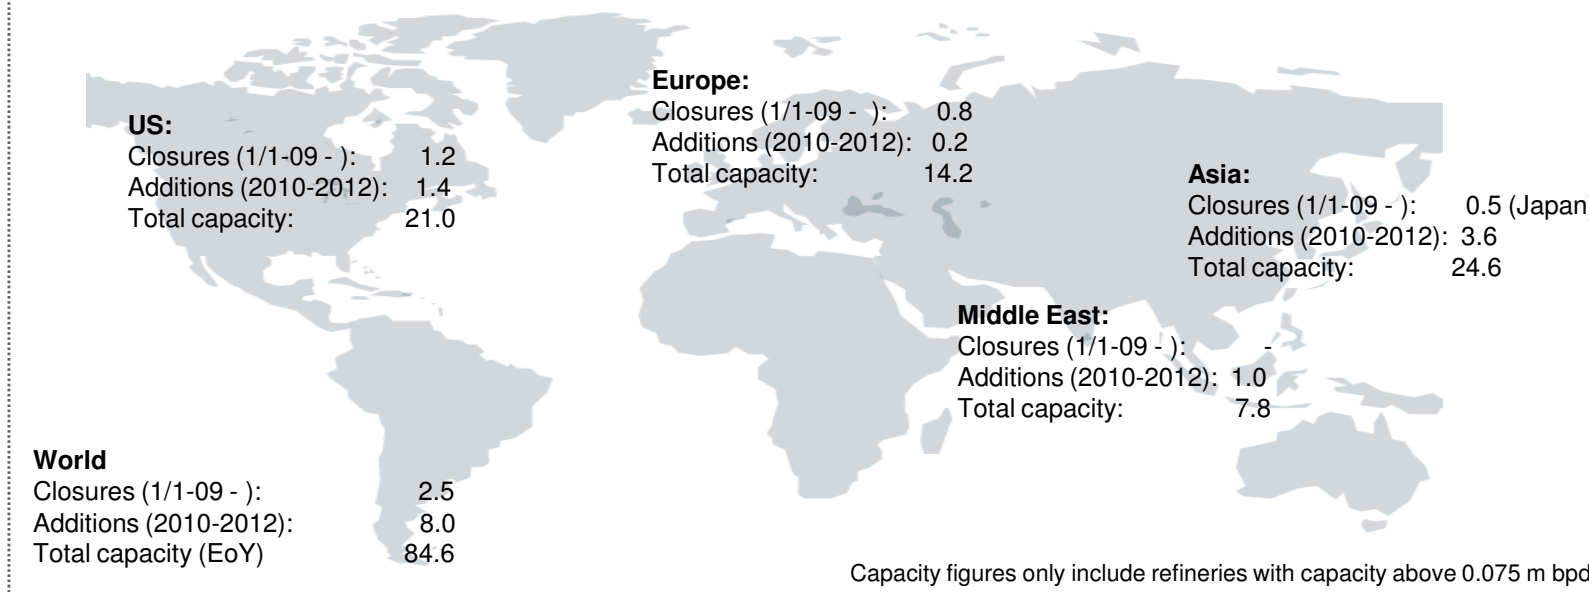 Europe:
Closures (1/1-09 - ): 0.8
Additions (2010-2012): 0.2
Total capacity: 14.2
US:
Closures (1/1-09 - ): 1.2
Additions (2010-2012): 1.4
Total capacity: 21.0
Asia:
Closures (1/1-09 - ): 0.5 (Japan)
Additions (2010-2012): 3.6
Total capacity: 24.6
Middle East:
Closures (1/1-09 - ): -
Additions (2010-2012): 1.0
Total capacity: 7.8
World
Closures (1/1-09 - ): 2.5
Additions (2010-2012): 8.0
Total capacity (EoY) 84.6
Capacity figures only include refineries with capacity above 0.075 m bpd